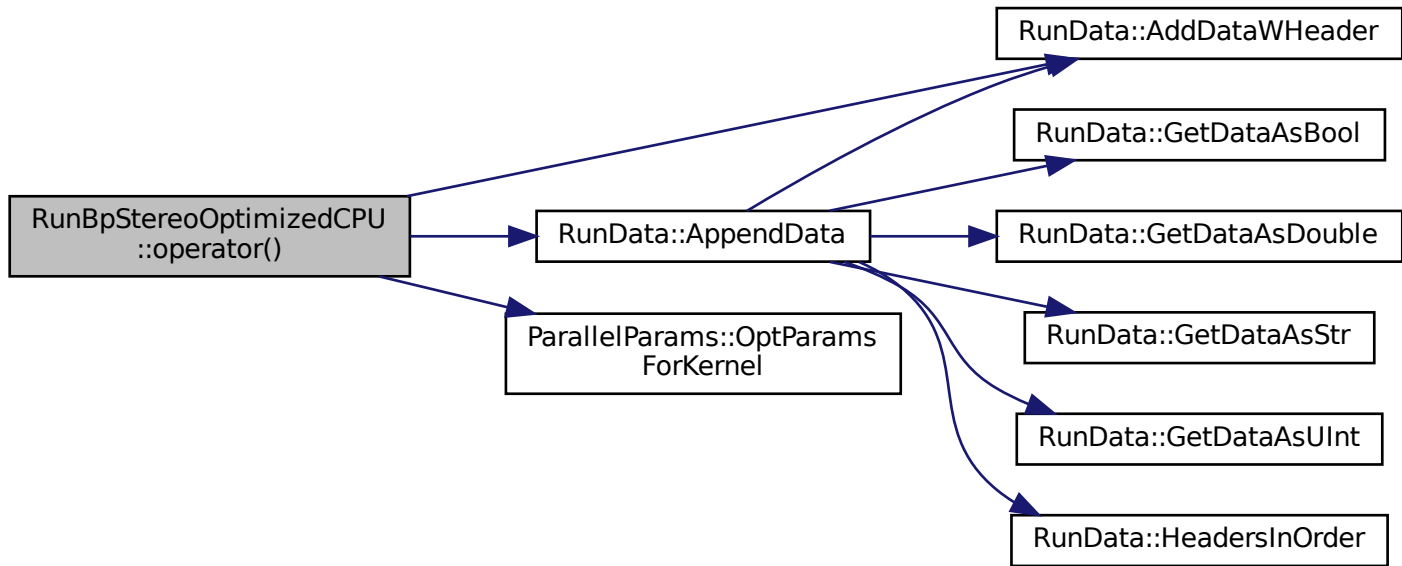 RunBpStereoOptimizedCPU
::operator()
RunData::AppendData
ParallelParams::OptParams
ForKernel
RunData::AddDataWHeader
RunData::GetDataAsBool
RunData::GetDataAsDouble
RunData::GetDataAsStr
RunData::GetDataAsUInt
RunData::HeadersInOrder